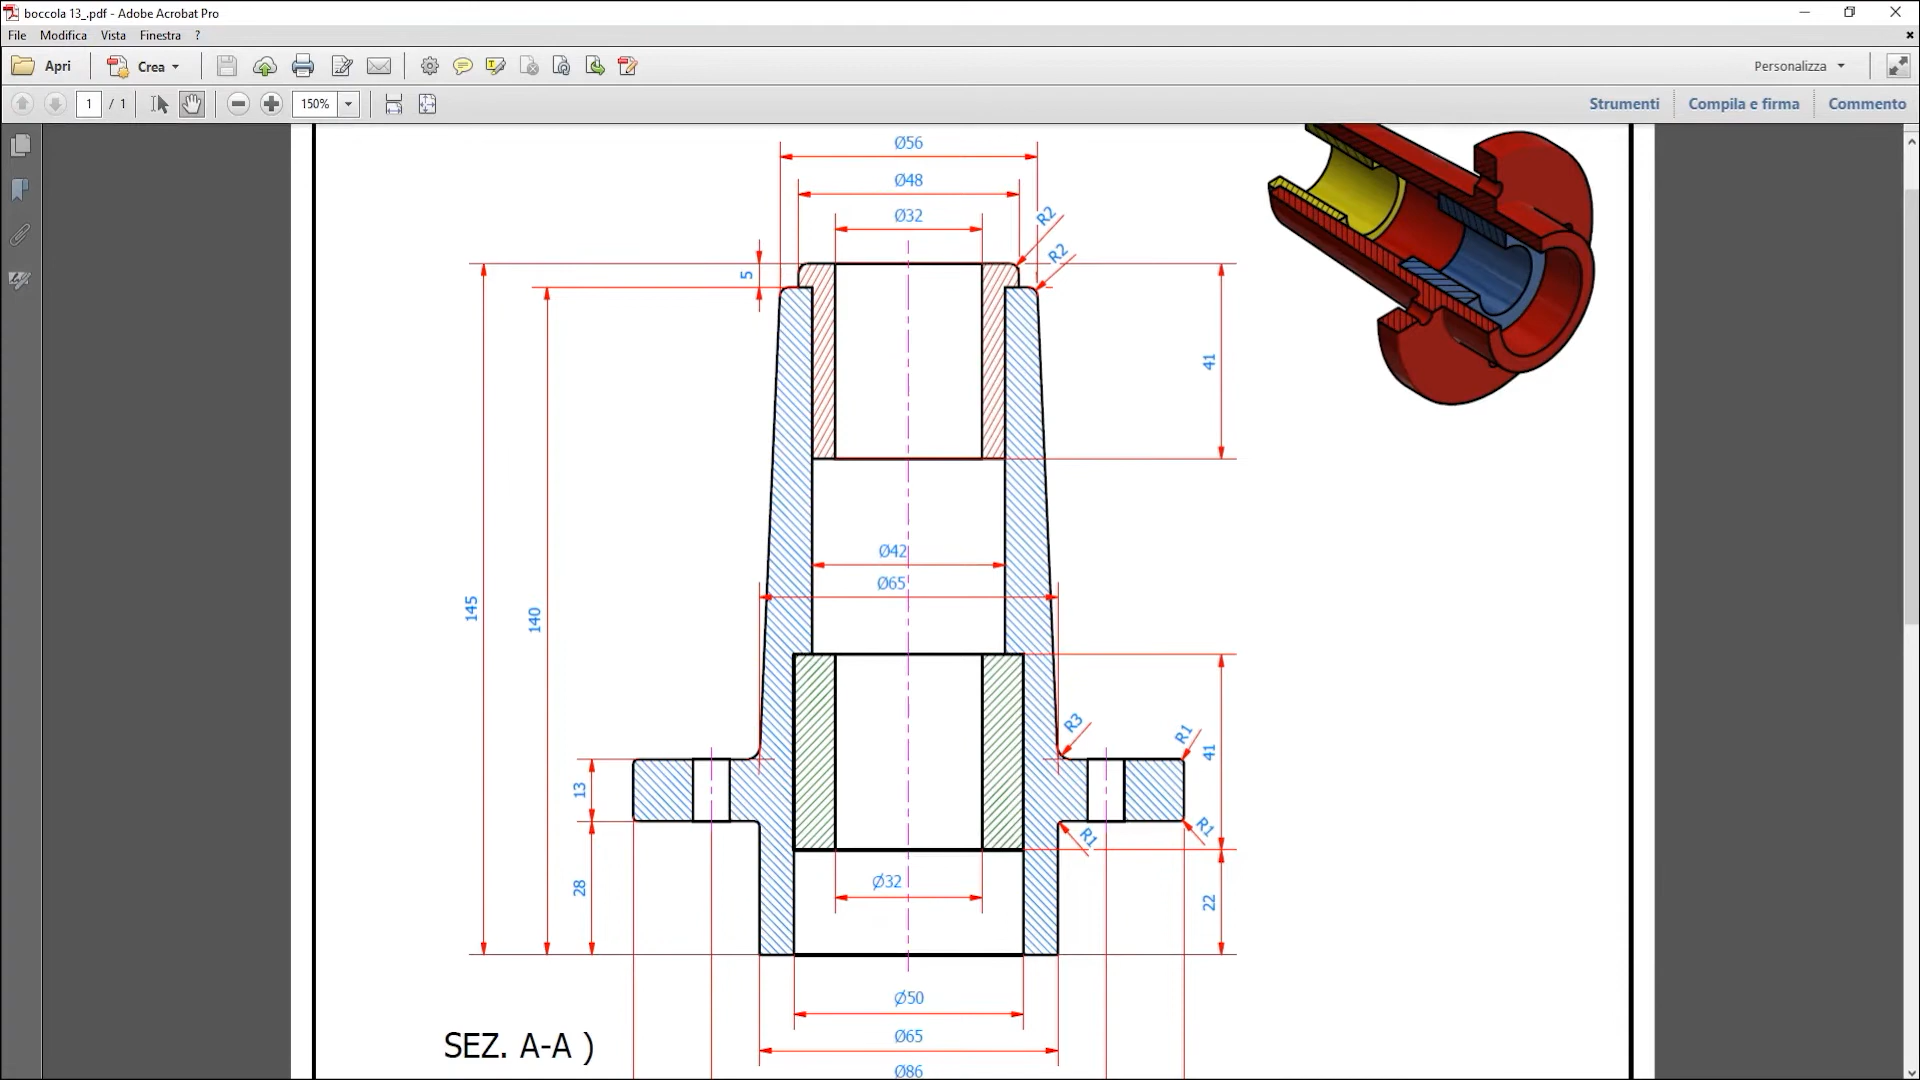 boccola 13_.pdf - Adobe Acrobat Pro
File Modifica Vista Finestra ?
Apri Crea Personalizza
1 / 1 150% Strumenti Compila e firma Commento
Ø56
Ø48
Ø32
R2
R2
5
41
Ø42
Ø65
145
140
R3
R1
41
13
R1
R1
28
Ø32
22
Ø50
Ø65
Ø86
SEZ. A-A )